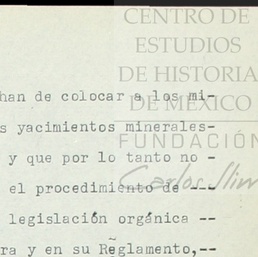 CENTRO DE
ESTUDIOS
DE HISTORIA
DE MÉXICO
FUNDACIÓN
Carlos Slim
han de colocar a los mi-
s yacimientos minerales-
y que por lo tanto no -
el procedimiento de ---
legislación orgánica --
ra y en su Reglamento,--